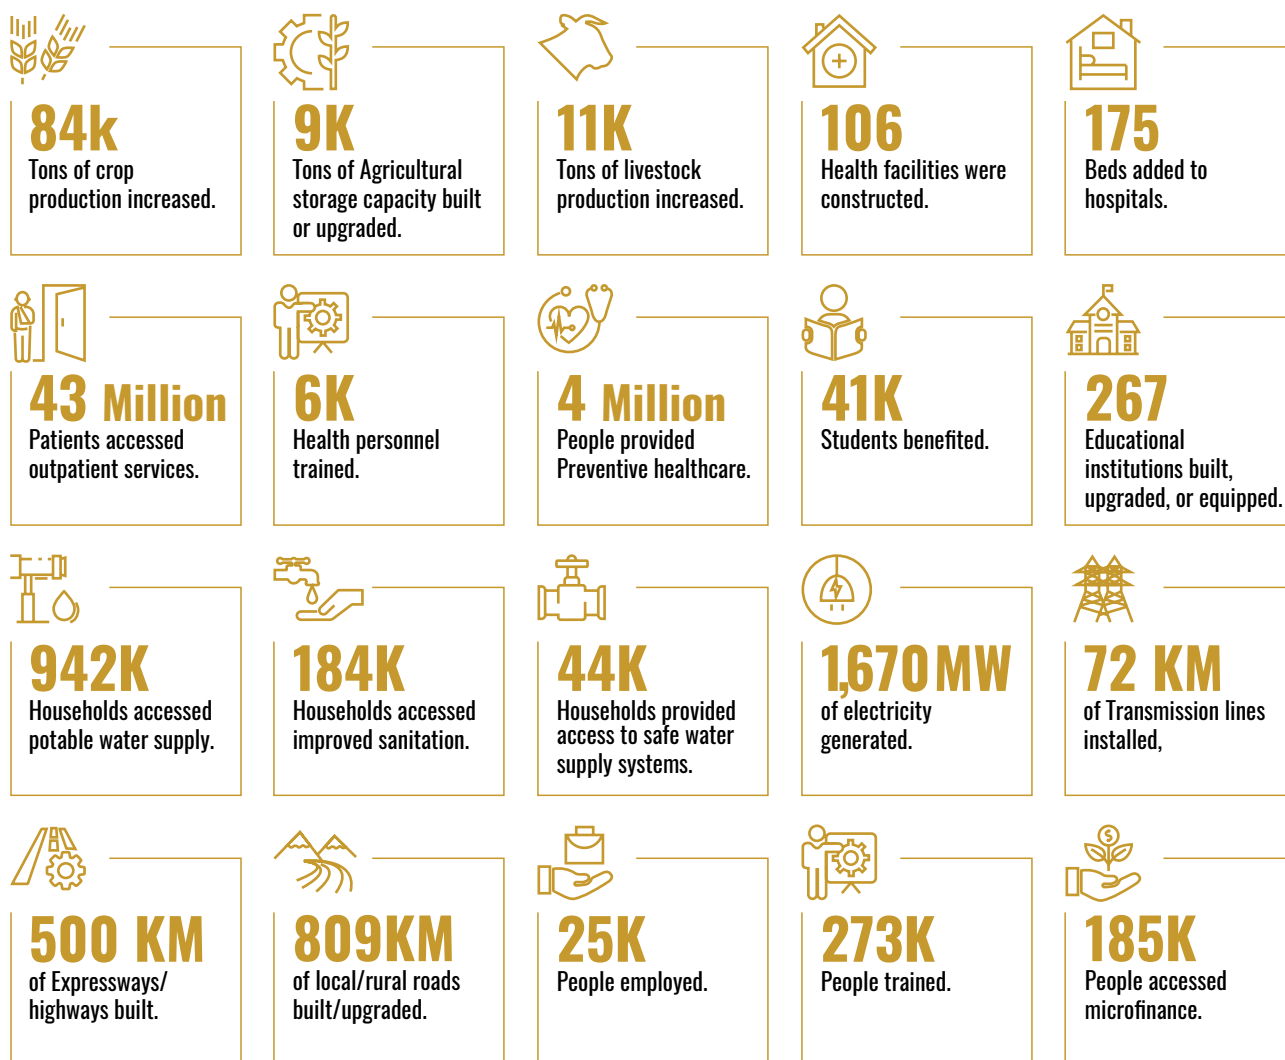 84k
Tons of crop
production increased.
9K
Tons of Agricultural
storage capacity built
or upgraded.
11K
Tons of livestock
production increased.
106
Health facilities were
constructed.
175
Beds added to
hospitals.
43 Million
Patients accessed
outpatient services.
6K
Health personnel
trained.
4 Million
People provided
Preventive healthcare.
41K
Students benefited.
267
Educational
institutions built,
upgraded, or equipped.
942K
Households accessed
potable water supply.
184K
Households accessed
improved sanitation.
44K
Households provided
access to safe water
supply systems.
1,670 MW
of electricity
generated.
72 KM
of Transmission lines
installed,
500 KM
of Expressways/
highways built.
809KM
of local/rural roads
built/upgraded.
25K
People employed.
273K
People trained.
185K
People accessed
microfinance.